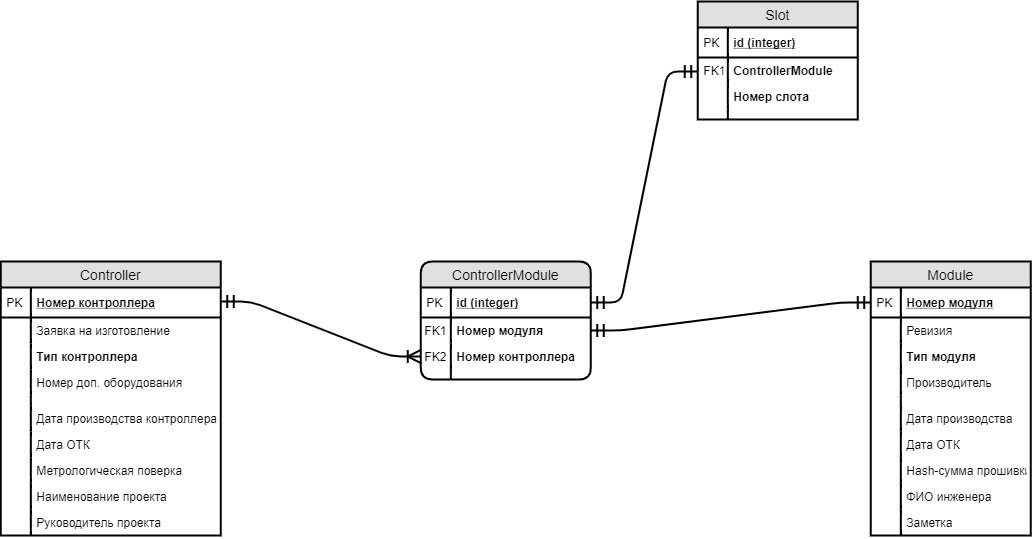 Slot
PK id (integer)
FK1 ControllerModule
Номер слота
Controller
PK Номер контроллера
Заявка на изготовление
Тип контроллера
Номер доп. оборудования
Дата производства контроллера
Дата ОТК
Метрологическая поверка
Наименование проекта
Руководитель проекта
ControllerModule
PK id (integer)
FK1 Номер модуля
FK2 Номер контроллера
Module
PK Номер модуля
Ревизия
Тип модуля
Производитель
Дата производства
Дата ОТК
Hash-сумма прошивки
ФИО инженера
Заметка